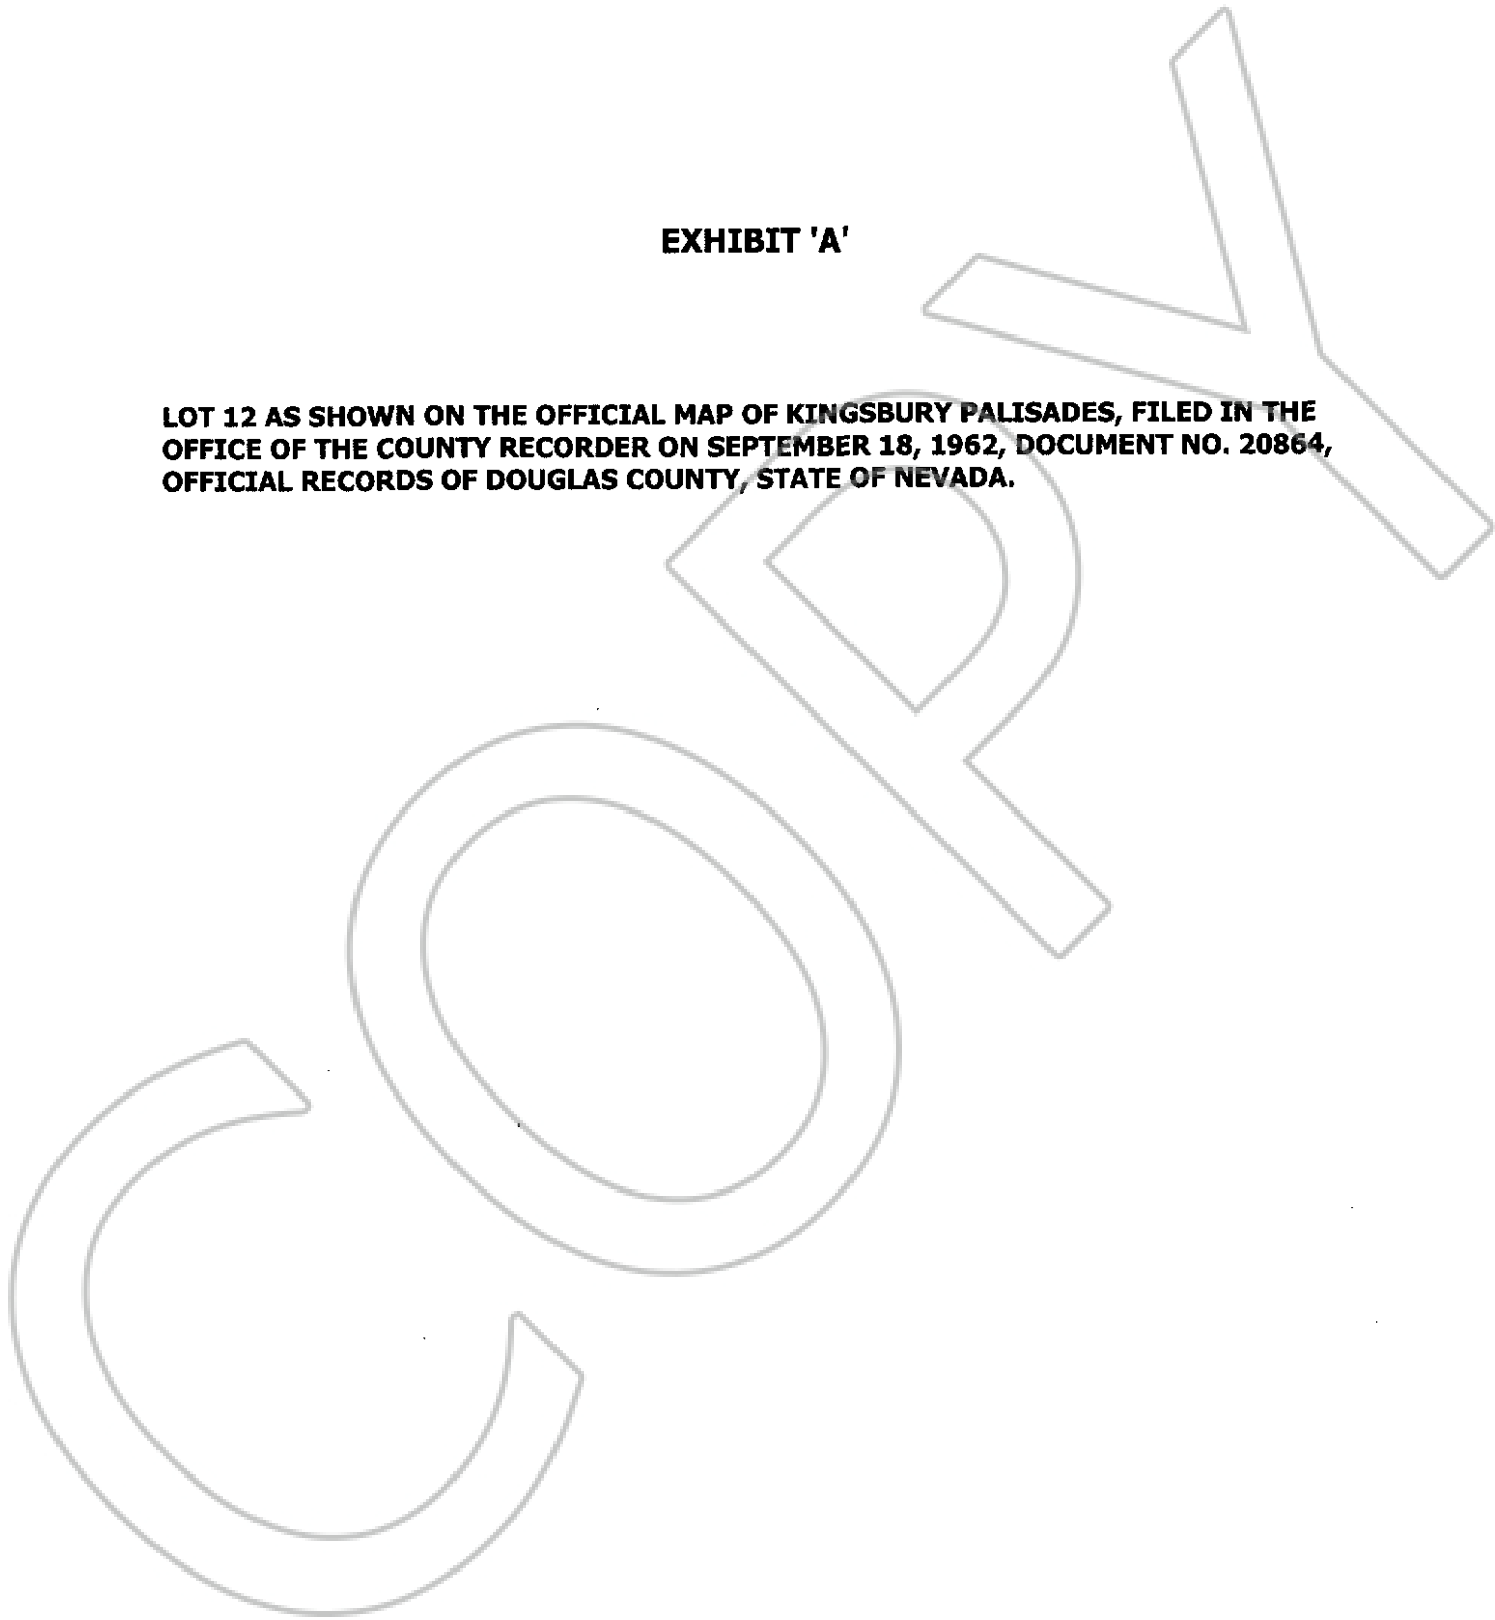 EXHIBIT 'A'
LOT 12 AS SHOWN ON THE OFFICIAL MAP OF KINGSBURY PALISADES, FILED IN THE
OFFICE OF THE COUNTY RECORDER ON SEPTEMBER 18, 1962, DOCUMENT NO. 20864,
OFFICIAL RECORDS OF DOUGLAS COUNTY, STATE OF NEVADA.
COPY